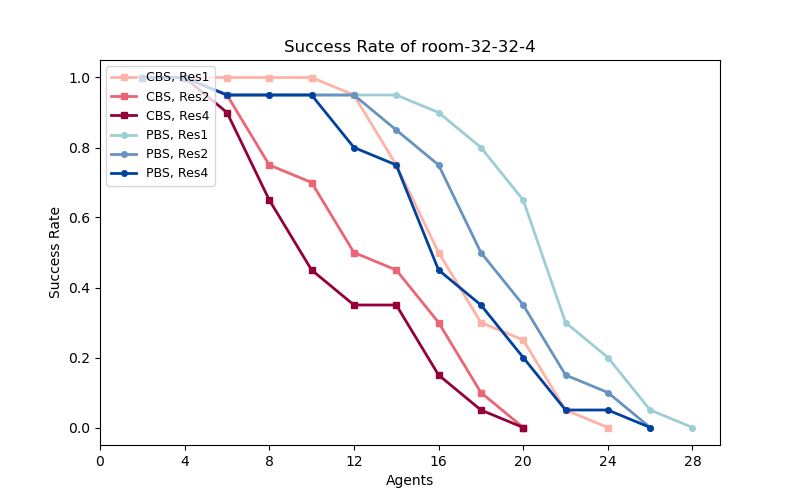 Success Rate of room-32-32-4
CBS, Res1
CBS, Res2
CBS, Res4
PBS, Res1
PBS, Res2
PBS, Res4
Success Rate
1.0
0.8
0.6
0.4
0.2
0.0
0 4 8 12 16 20 24 28
Agents